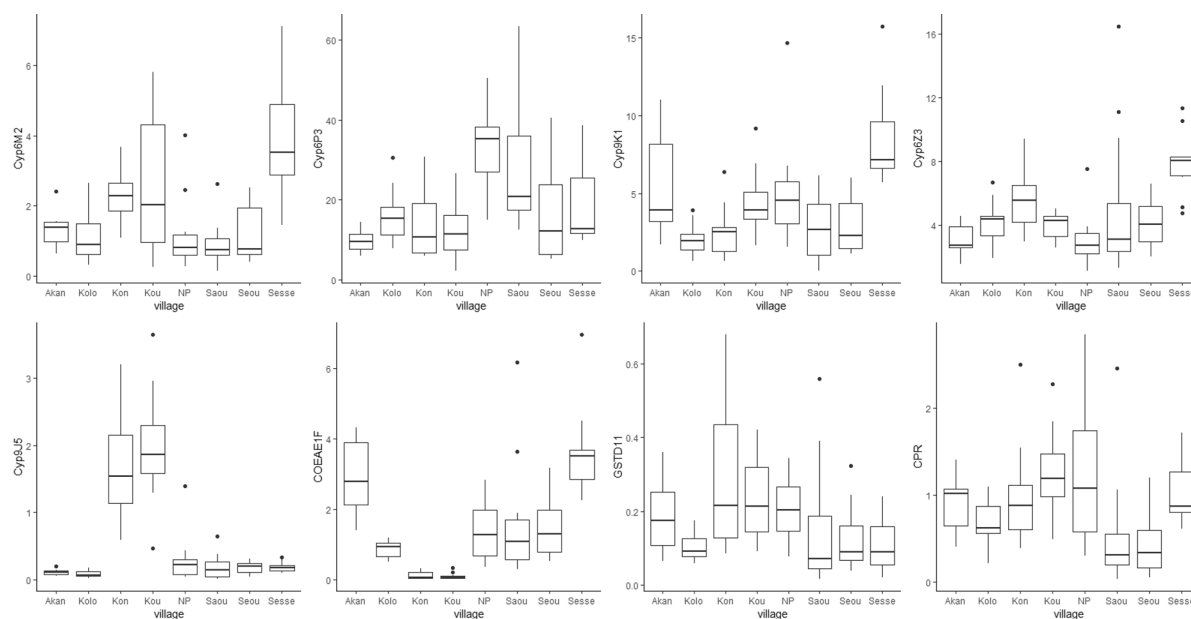 Cyp6M2
6
4
2
0
Akan Kolo Kon Kou NP Saou Seou Sesse
village
Cyp6P3
60
40
20
0
Akan Kolo Kon Kou NP Saou Seou Sesse
village
Cyp9K1
15
10
5
0
Akan Kolo Kon Kou NP Saou Seou Sesse
village
Cyp6Z3
16
12
8
4
Akan Kolo Kon Kou NP Saou Seou Sesse
village
Cyp9J5
3
2
1
0
Akan Kolo Kon Kou NP Saou Seou Sesse
village
COEAE1F
6
4
2
0
Akan Kolo Kon Kou NP Saou Seou Sesse
village
GSTD11
0.6
0.4
0.2
0.0
Akan Kolo Kon Kou NP Saou Seou Sesse
village
CPR
2
1
0
Akan Kolo Kon Kou NP Saou Seou Sesse
village